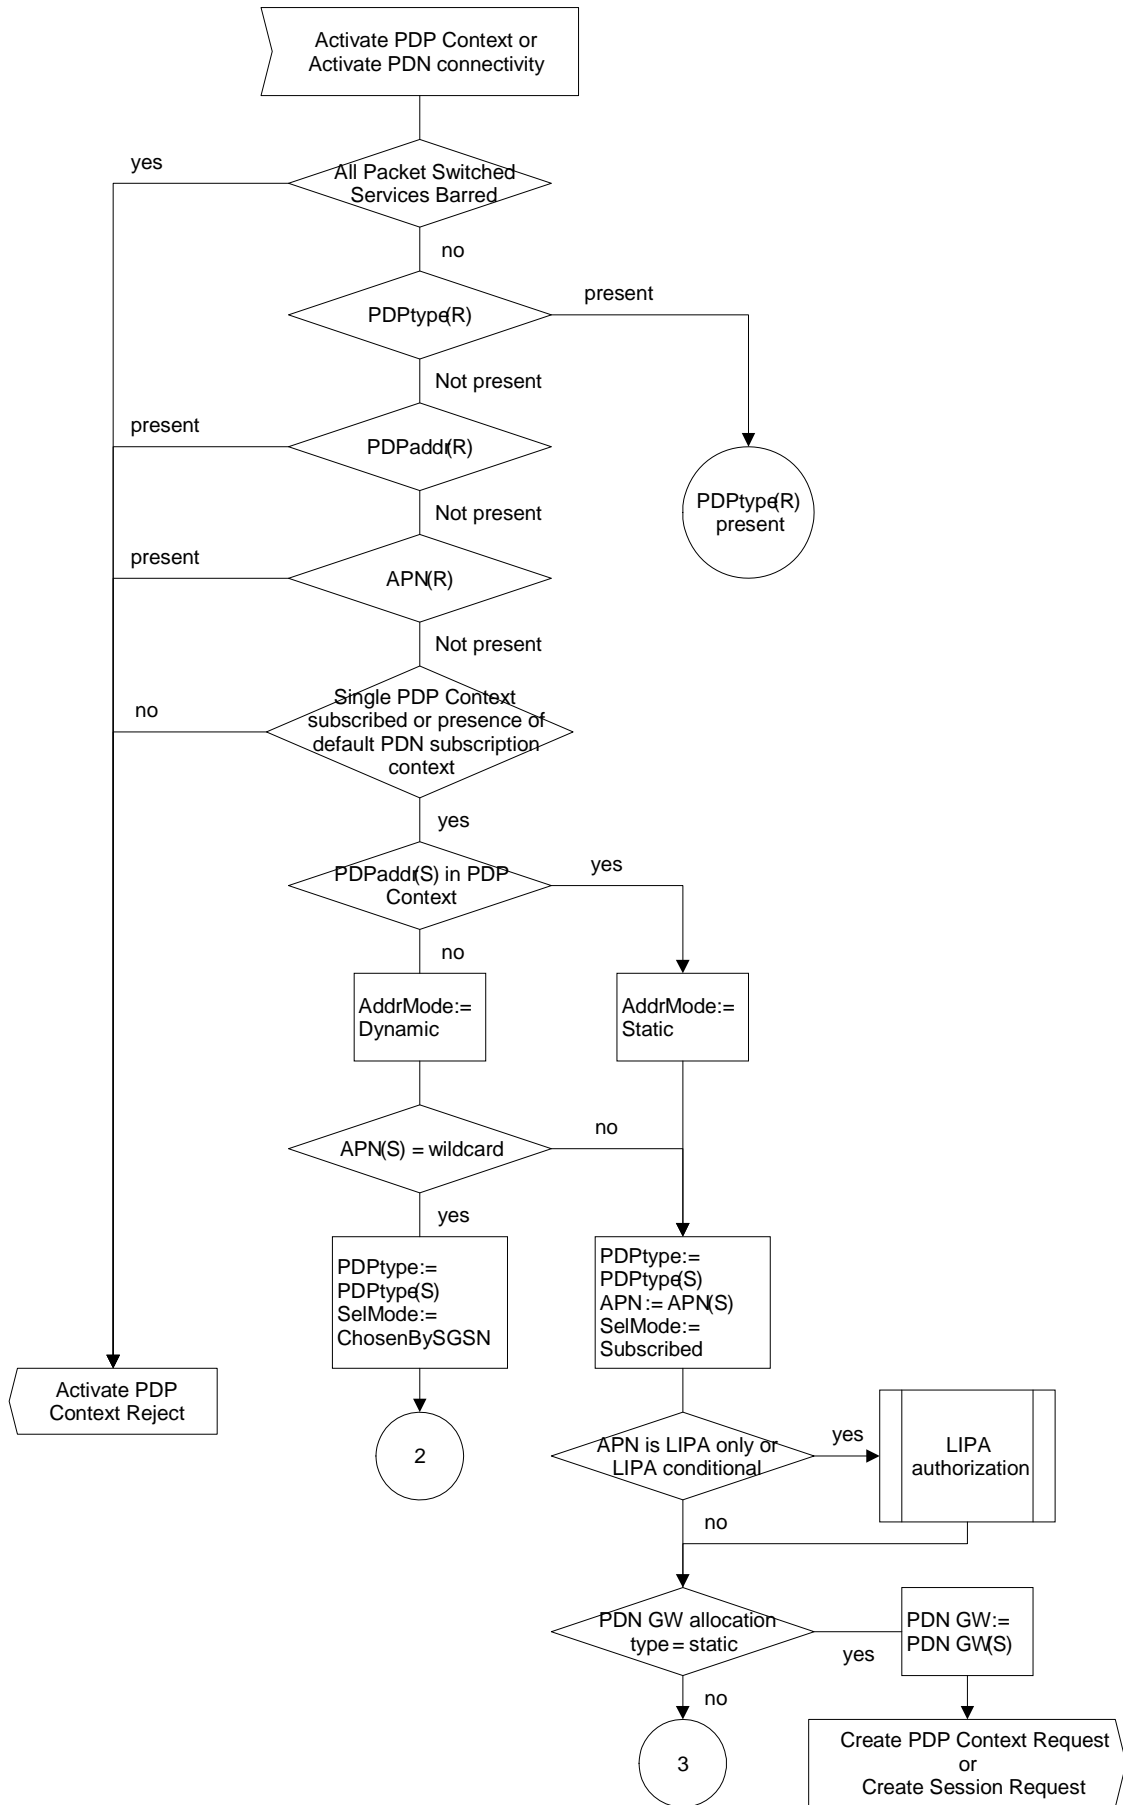 Activate PDP Context or
Activate PDN connectivity
yes
All Packet Switched
Services Barred
no
PDPtype(R)
present
Not present
present
PDPaddr(R)
PDPtype(R)
present
Not present
present
APN(R)
Not present
no
Single PDP Context
subscribed or presence of
default PDN subscription
context
yes
PDPaddr(S) in PDP
Context
yes
no
AddrMode:=
Dynamic
AddrMode:=
Static
APN(S) = wildcard
no
yes
PDPtype:=
PDPtype(S)
SelMode:=
ChosenBySGSN
PDPtype:=
PDPtype(S)
APN := APN(S)
SelMode:=
Subscribed
Activate PDP
Context Reject
2
APN is LIPA only or
LIPA conditional
yes
LIPA
authorization
no
PDN GW allocation
type = static
yes
PDN GW:=
PDN GW(S)
no
3
Create PDP Context Request
or
Create Session Request